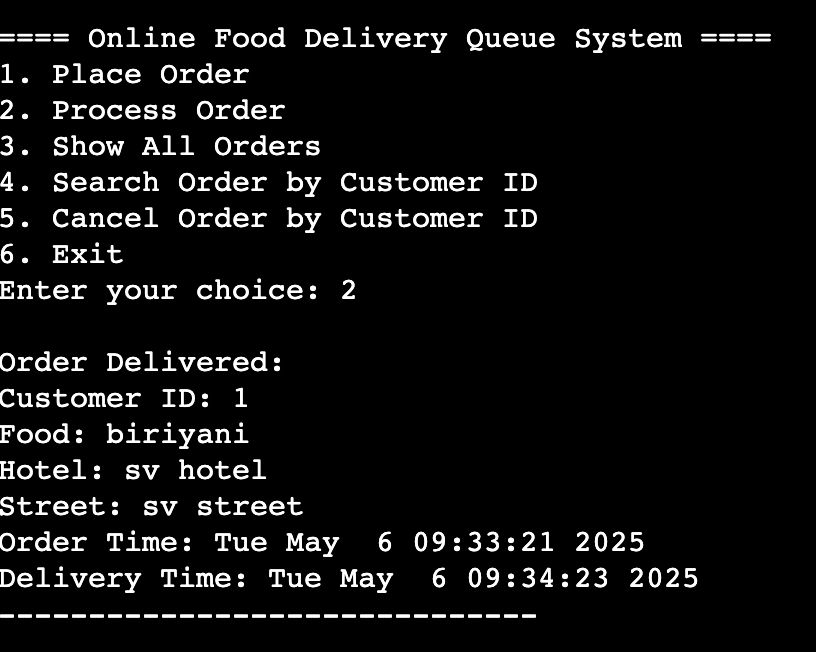 ==== Online Food Delivery Queue System ====
1. Place Order
2. Process Order
3. Show All Orders
4. Search Order by Customer ID
5. Cancel Order by Customer ID
6. Exit
Enter your choice: 2

Order Delivered:
Customer ID: 1
Food: biriyani
Hotel: sv hotel
Street: sv street
Order Time: Tue May  6 09:33:21 2025
Delivery Time: Tue May  6 09:34:23 2025
------------------------------